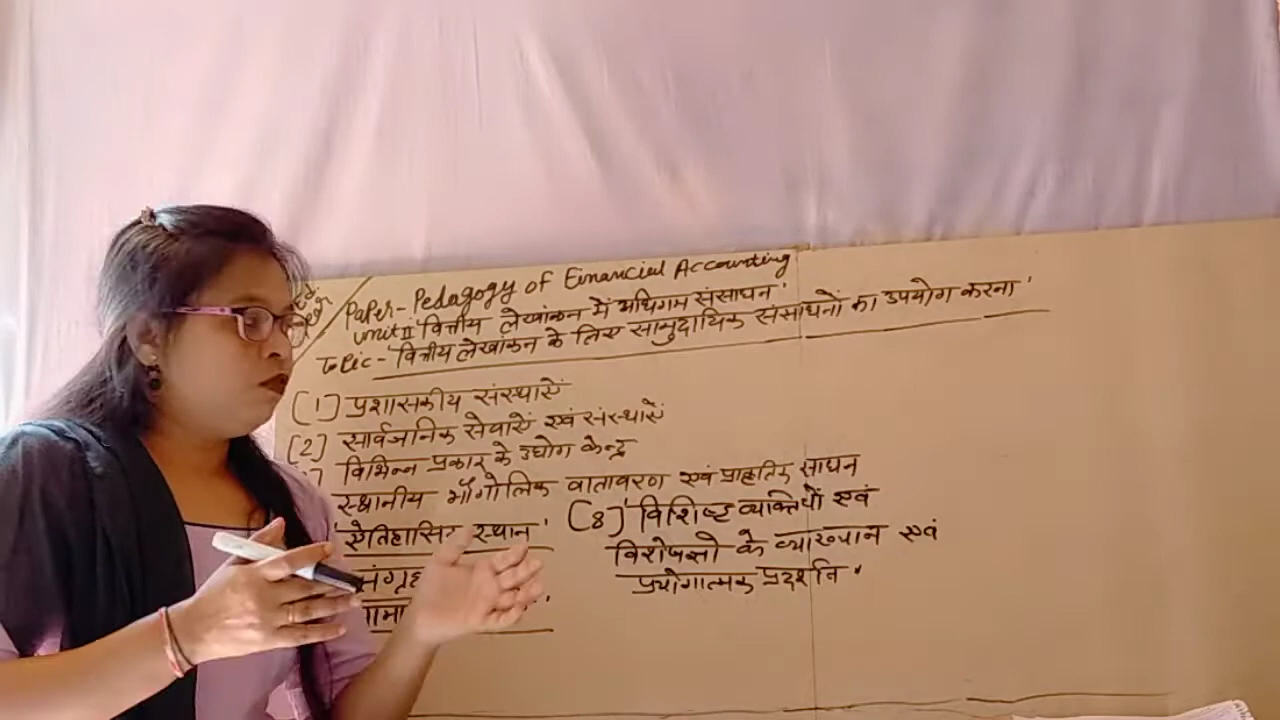 Paper- Pedagogy of Financial Accounting
unit II 'वित्तीय लेखांकन में अधिगम संसाधन'
Topic- 'वित्तीय लेखांकन के लिए सामुदायिक संसाधनों का उपयोग करना'
(1) प्रशासकीय संस्थाऐं
(2) सार्वजनिक सेवाऐं एवं संस्थाऐं
विभिन्न प्रकार के उद्योग केन्द्र
स्थानीय भौगोलिक वातावरण एवं प्राकृतिक साधन
'ऐतिहासिक स्थान'
(8) 'विशिष्ट व्यक्तियों एवं
विशेषज्ञो के व्याख्यान एवं
प्रयोगात्मक प्रदर्शन'